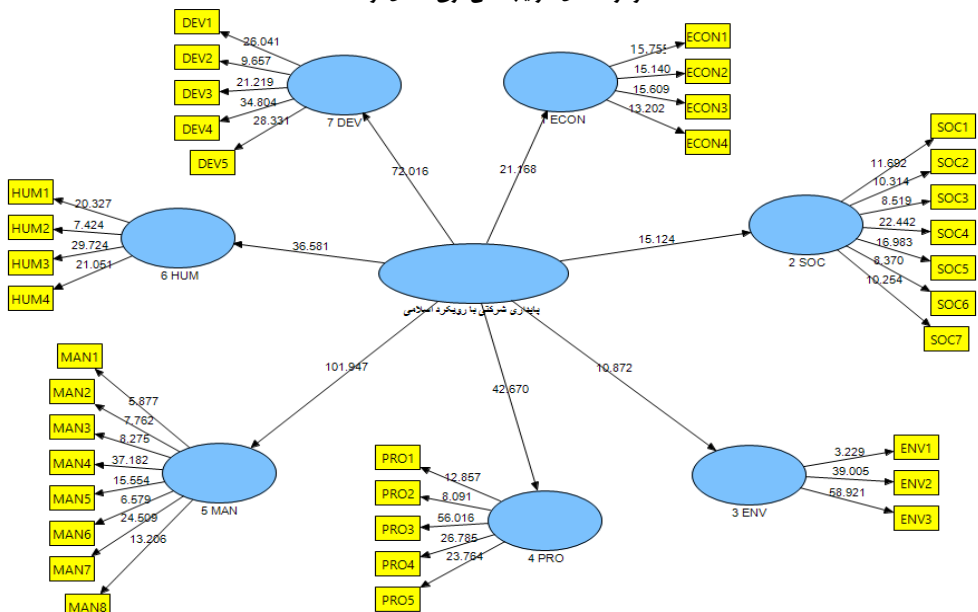 DEV1
DEV2
DEV3
DEV4
DEV5
26.041
9.657
21.219
34.804
28.331
7 DEV
72.016
ECON1
ECON2
ECON3
ECON4
15.755
15.140
15.609
13.202
1 ECON
21.168
SOC1
SOC2
SOC3
SOC4
SOC5
SOC6
SOC7
11.692
10.314
8.519
22.442
16.983
8.370
10.254
2 SOC
15.124
HUM1
HUM2
HUM3
HUM4
20.327
7.424
29.724
21.051
6 HUM
36.581
پایداری شرکتی با رویکرد اسلامی
MAN1
MAN2
MAN3
MAN4
MAN5
MAN6
MAN7
MAN8
5.877
7.762
8.275
37.182
15.554
6.579
24.509
13.206
5 MAN
101.947
PRO1
PRO2
PRO3
PRO4
PRO5
12.857
8.091
56.016
26.785
23.764
4 PRO
42.670
ENV1
ENV2
ENV3
3.229
39.005
58.921
3 ENV
10.872